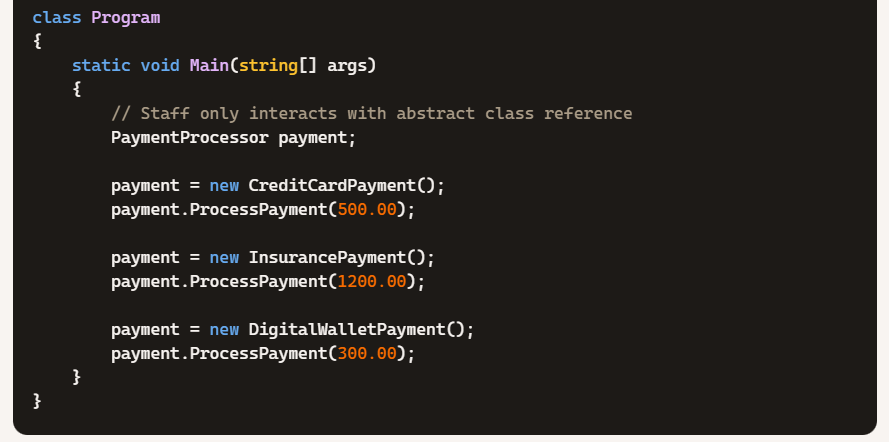 class Program
{
    static void Main(string[] args)
    {
        // Staff only interacts with abstract class reference
        PaymentProcessor payment;

        payment = new CreditCardPayment();
        payment.ProcessPayment(500.00);

        payment = new InsurancePayment();
        payment.ProcessPayment(1200.00);

        payment = new DigitalWalletPayment();
        payment.ProcessPayment(300.00);
    }
}